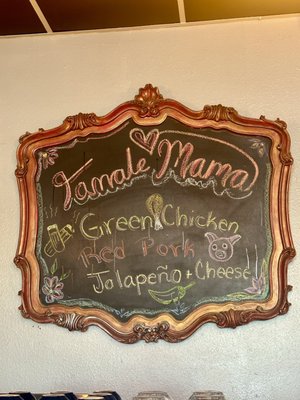 Tamale Mama
Green Chicken
Red Pork
Jalapeño + Cheese!